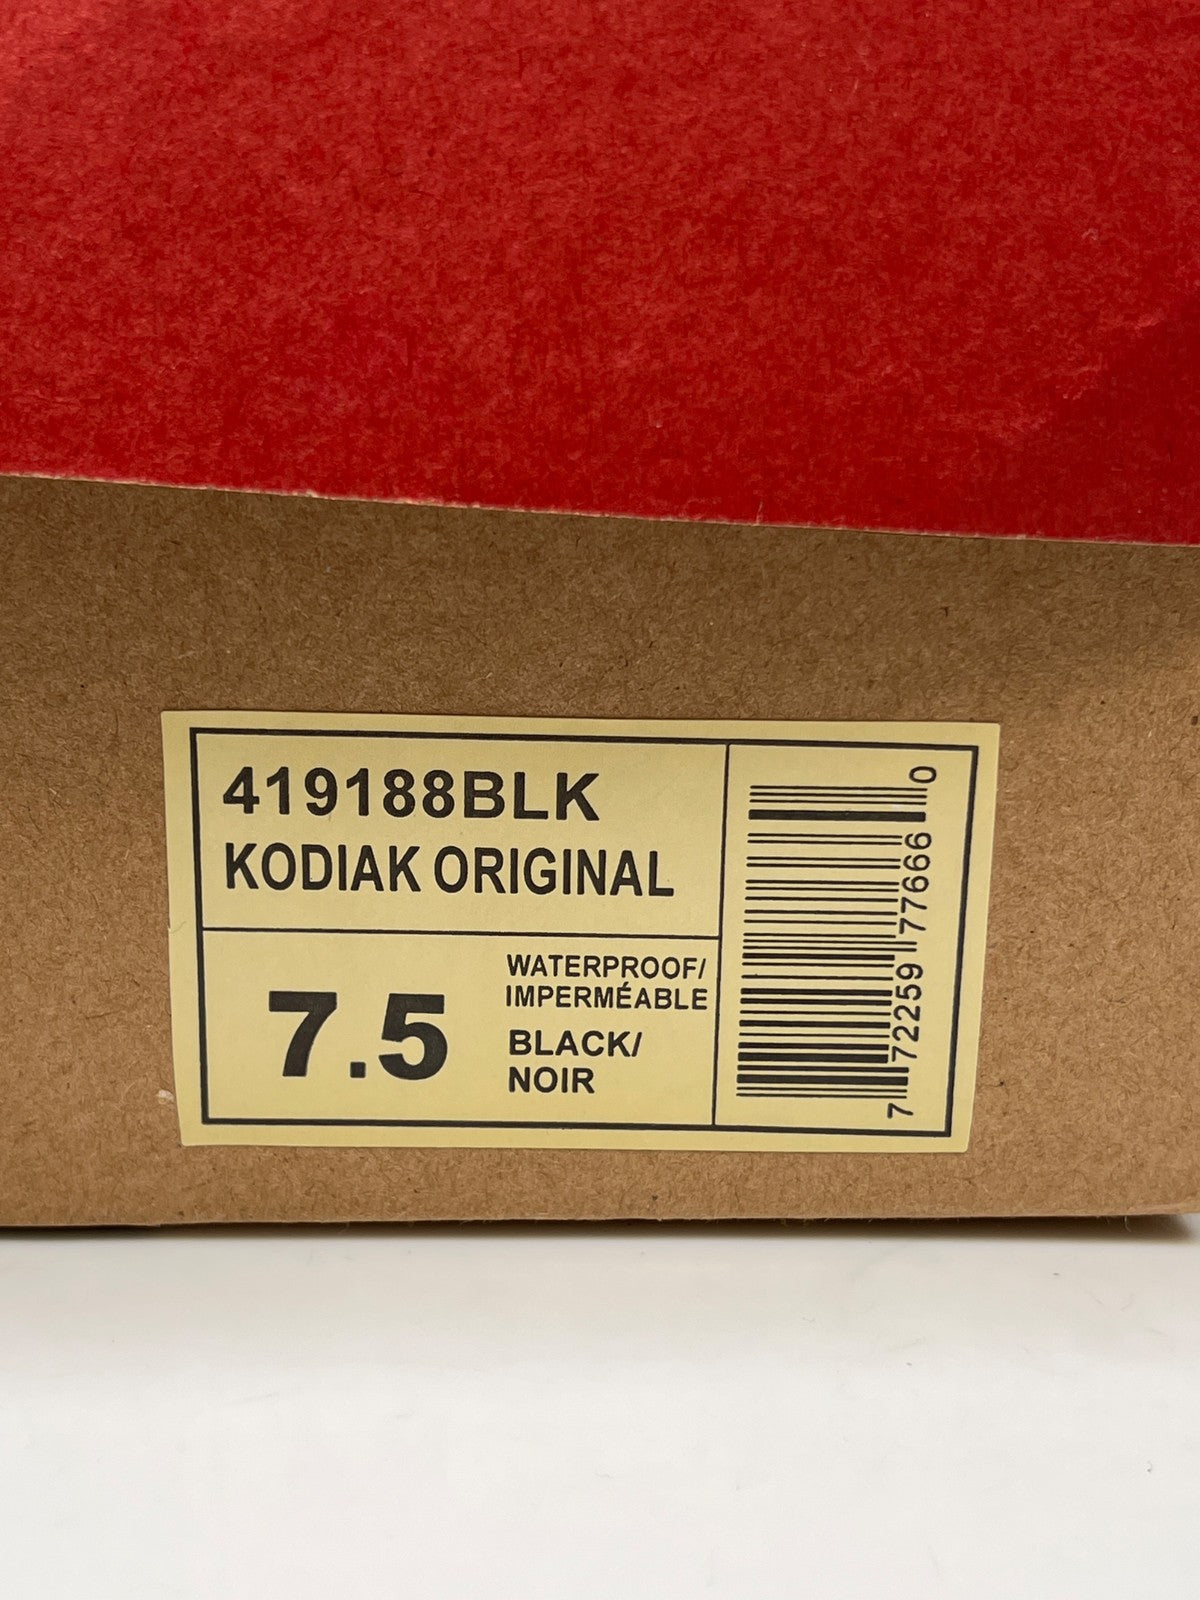 419188BLK
KODIAK ORIGINAL
7.5
WATERPROOF/
IMPERMÉABLE
BLACK/
NOIR
7 72259 77666 0